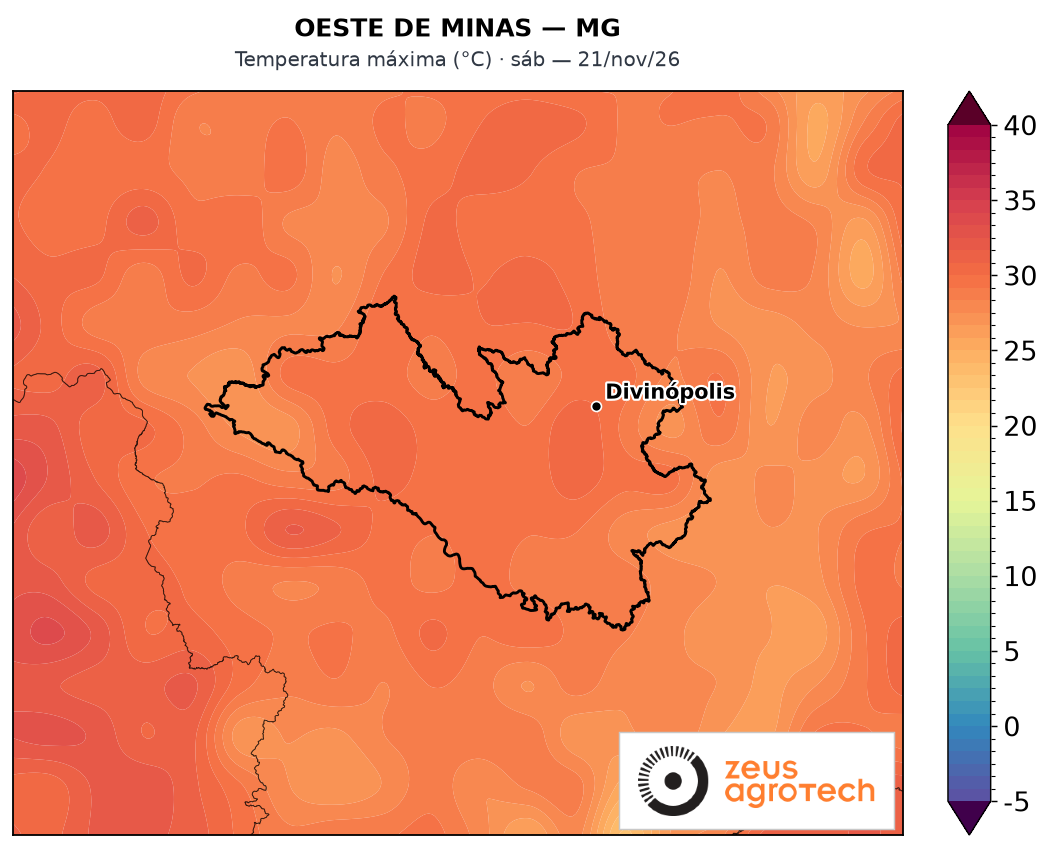 OESTE DE MINAS — MG
Temperatura máxima (°C) · sáb — 21/nov/26
40
35
30
25
20
15
10
5
0
-5
Divinópolis
zeus
agrotech